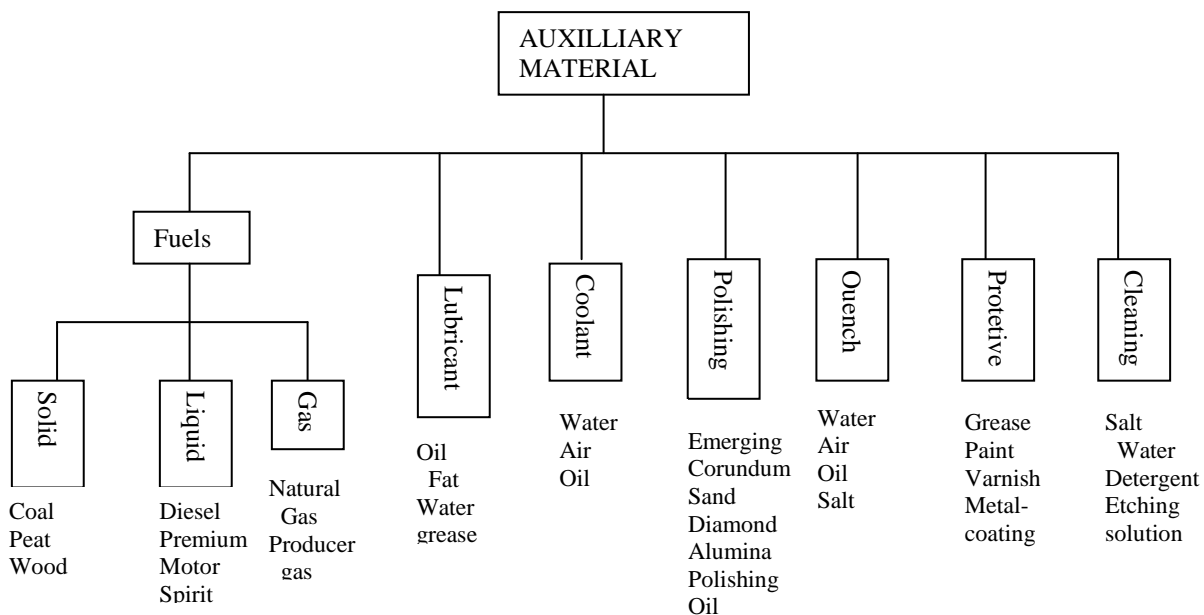 AUXILLIARY
MATERIAL
Fuels
Lubricant
Coolant
Polishing
Quench
Protetive
Cleaning
Solid
Liquid
Gas
Coal
Peat
Wood
Diesel
Premium
Motor
Spirit
Natural
Gas
Producer
gas
Oil
Fat
Water
grease
Water
Air
Oil
Emerging
Corundum
Sand
Diamond
Alumina
Polishing
Oil
Water
Air
Oil
Salt
Grease
Paint
Varnish
Metal-
coating
Salt
Water
Detergent
Etching
solution